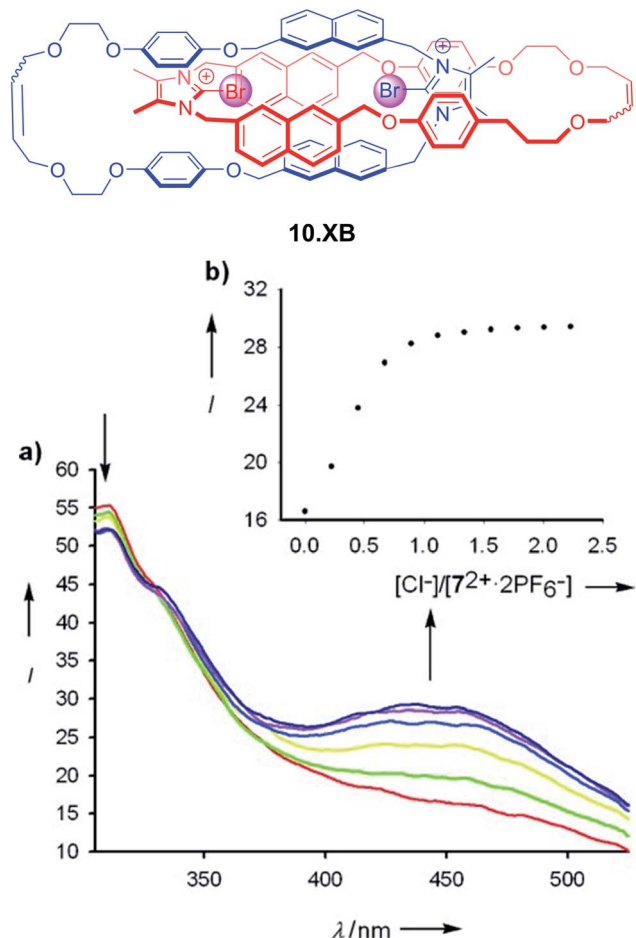 O O O
O O
Br Br
N N
N N
O O O
O O O
10.XB
b)
32
28
24
20
16
I
0.0 0.5 1.0 1.5 2.0 2.5
[Cl⁻]/[7²⁺·2PF₆⁻]
a)
60
55
50
45
40
35
30
25
20
15
10
I
350 400 450 500
λ/nm